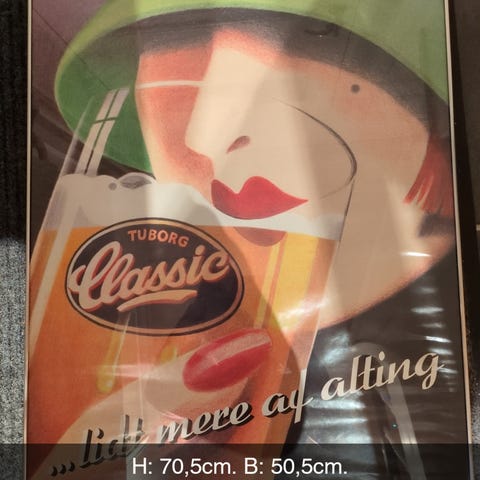 TUBORG
Classic
...lidt mere af alting
H: 70,5cm. B: 50,5cm.